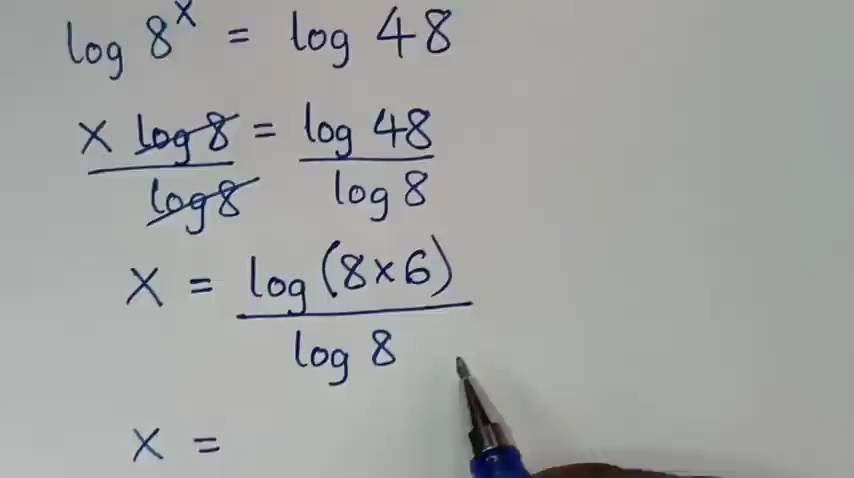 log 8^x = log 48
x log 8 / log 8 = log 48 / log 8
x = log (8×6) / log 8
x =